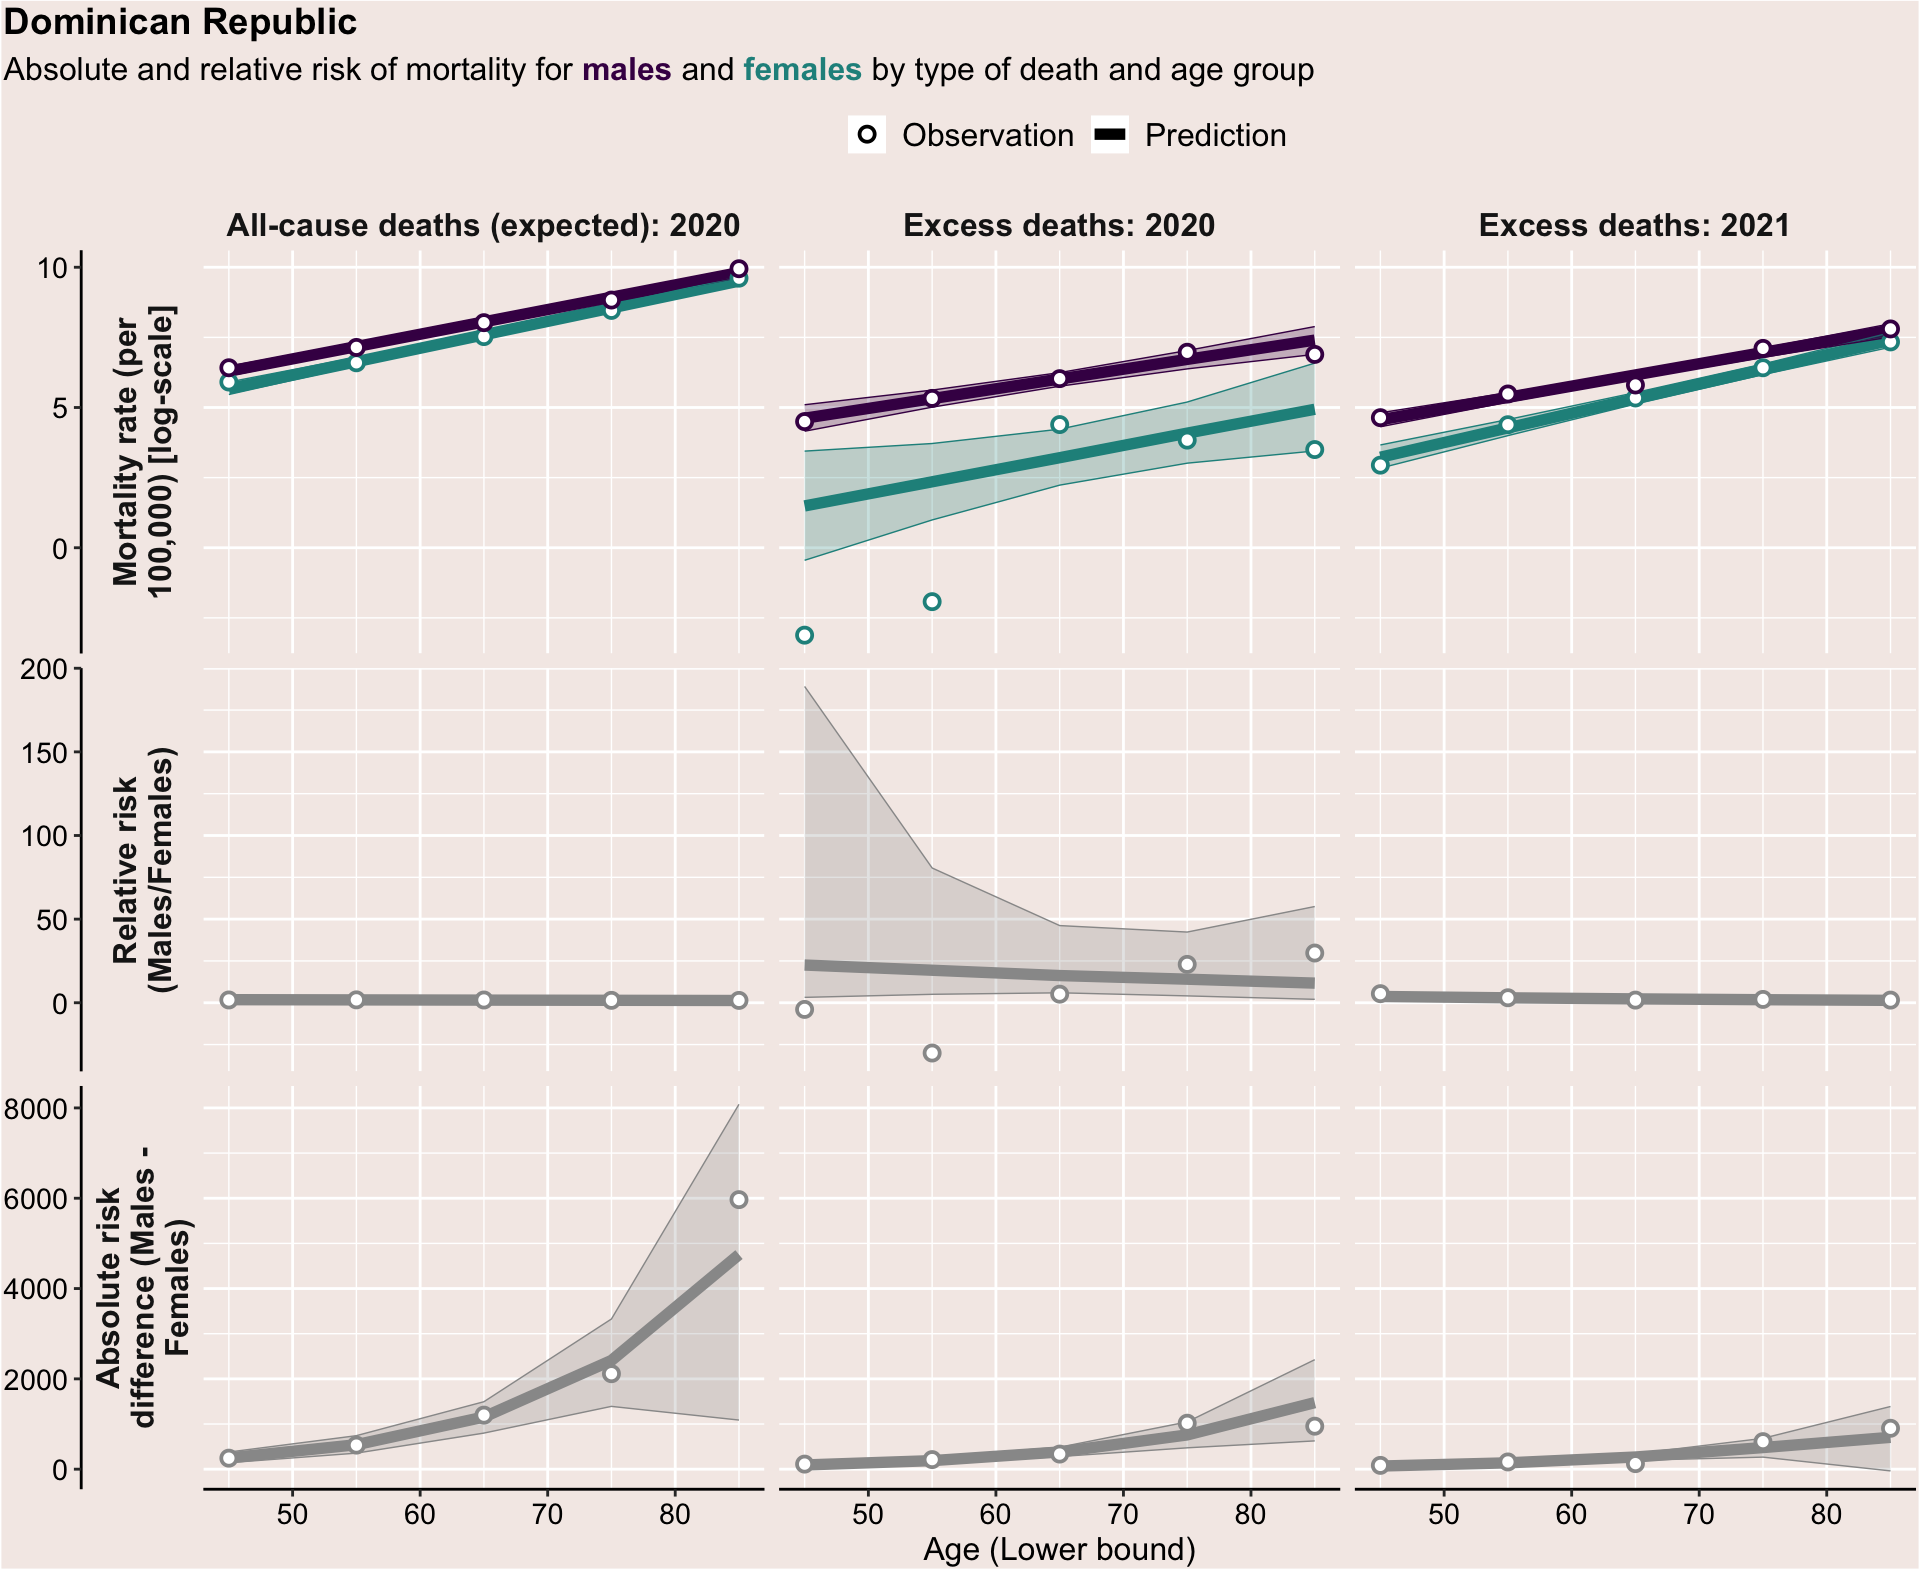 Dominican Republic
Absolute and relative risk of mortality for males and females by type of death and age group
Observation Prediction
All-cause deaths (expected): 2020 Excess deaths: 2020 Excess deaths: 2021
Mortality rate (per
100,000) [log-scale]
10
5
0
Relative risk
(Males/Females)
200
150
100
50
0
Absolute risk
difference (Males -
Females)
8000
6000
4000
2000
0
50 60 70 80 50 60 70 80 50 60 70 80
Age (Lower bound)